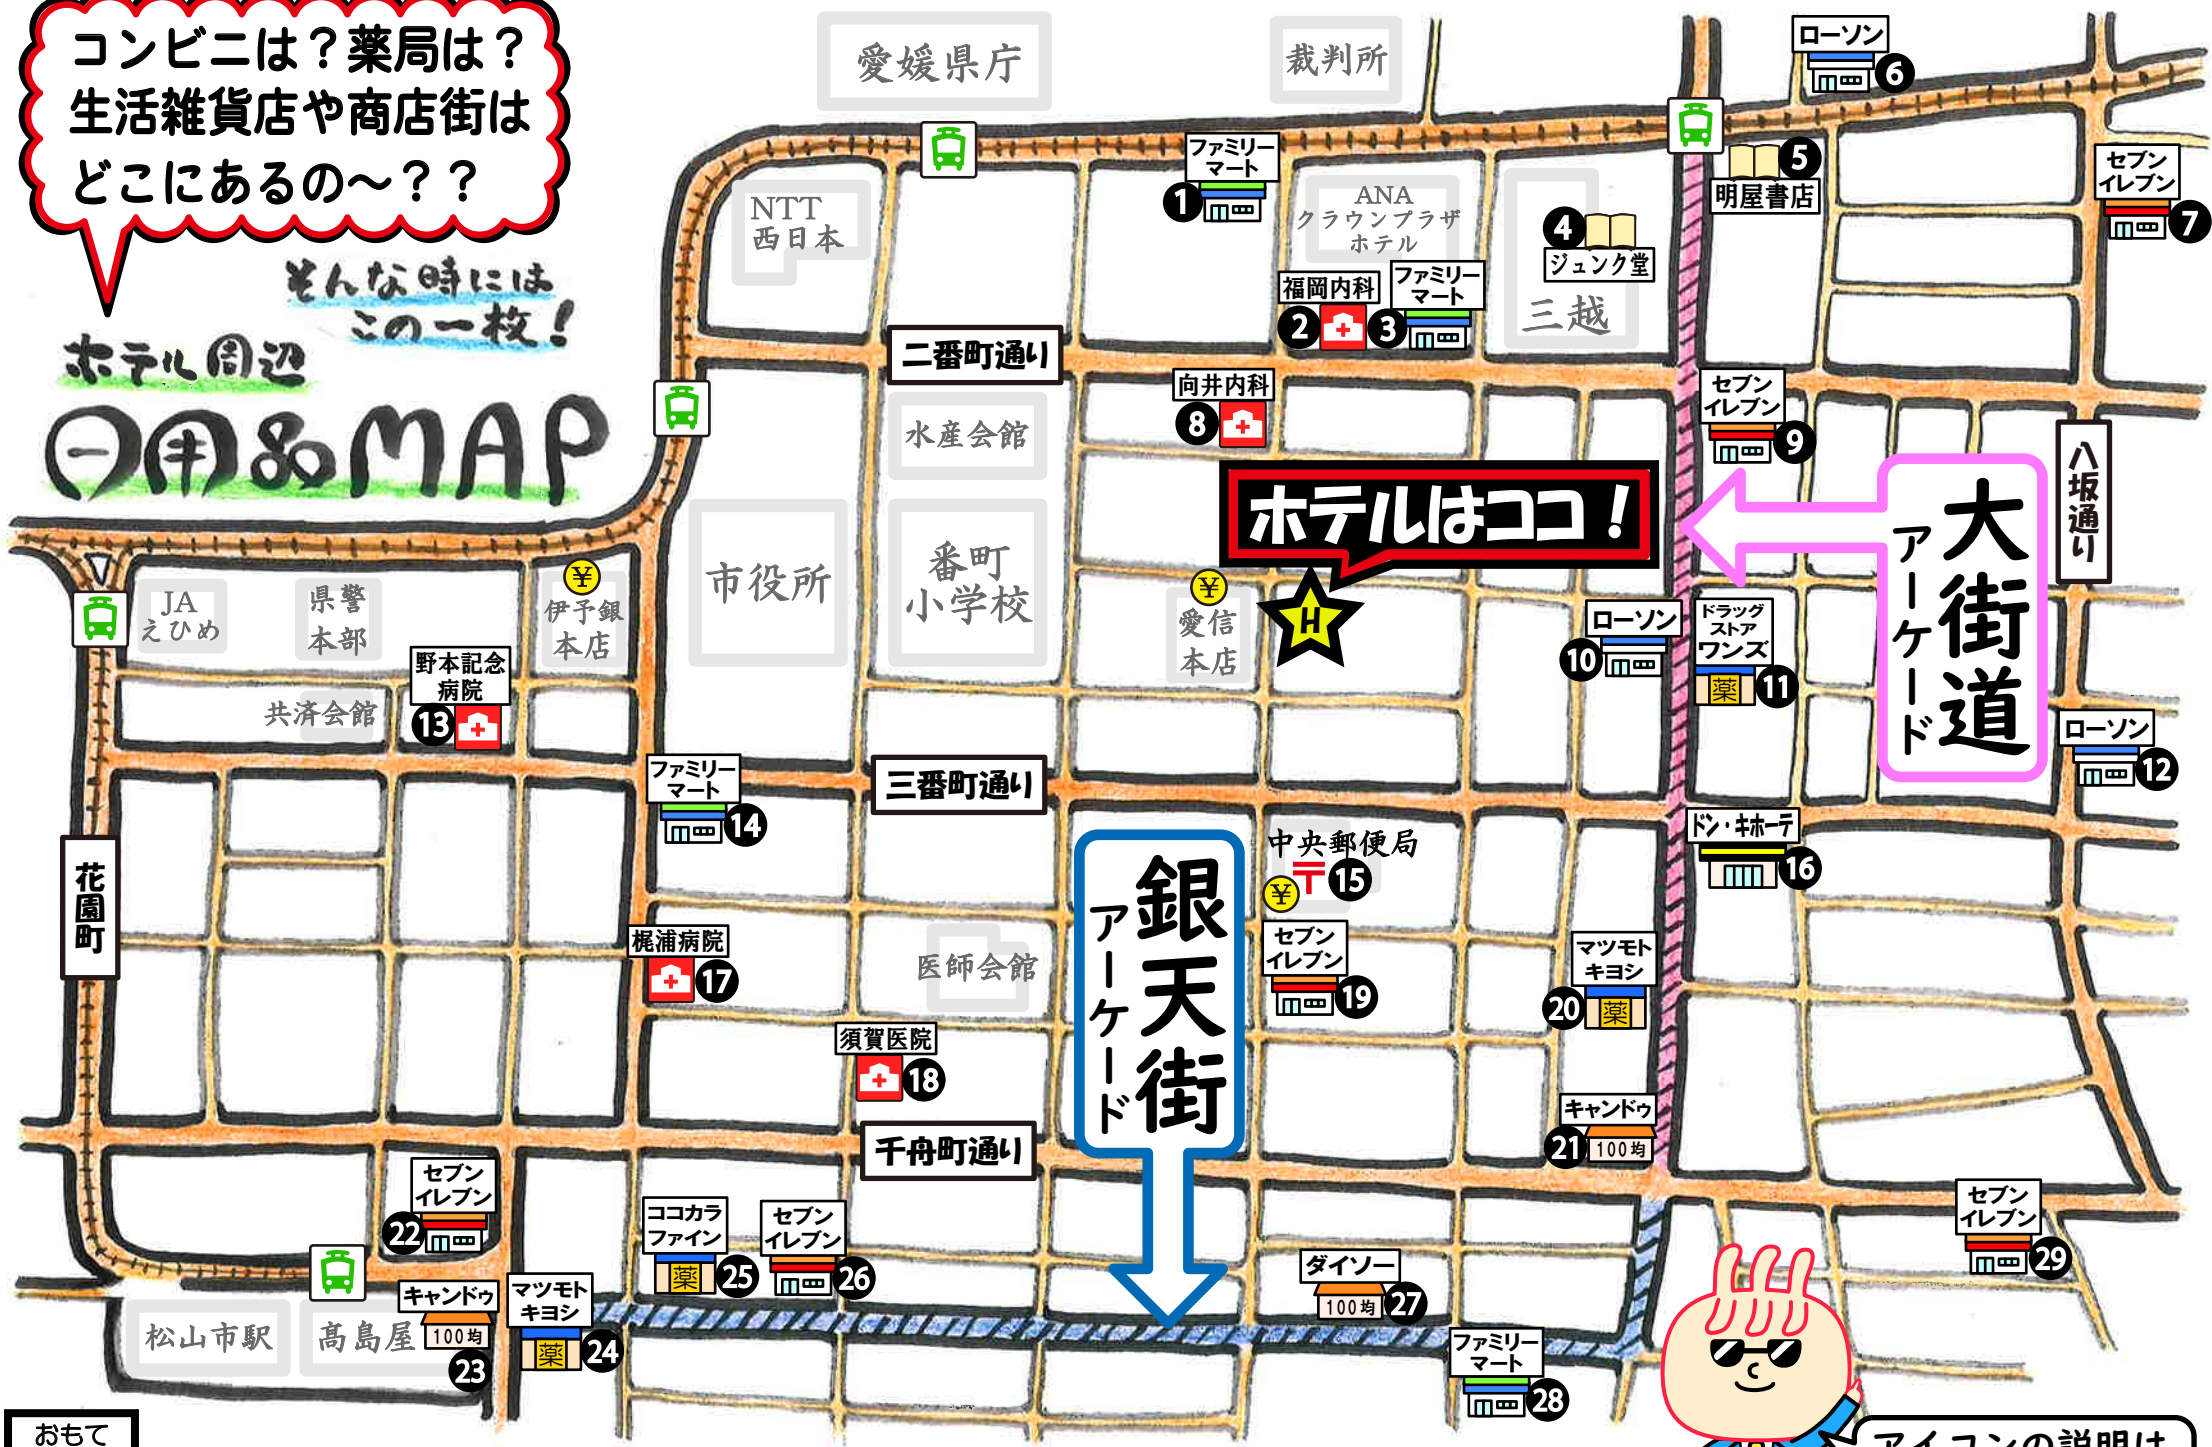 コンビニは？薬局は？
生活雑貨店や商店街は
どこにあるの～？？
そんな時には
この一枚！
ホテル周辺
日用品MAP
愛媛県庁
裁判所
ローソン
6
ファミリー
マート
1
NTT
西日本
ANA
クラウンプラザ
ホテル
4
ジュンク堂
三越
5
明屋書店
セブン
イレブン
7
福岡内科
2
ファミリー
マート
3
二番町通り
向井内科
8
セブン
イレブン
9
水産会館
八坂通り
ホテルはココ！
H
大街道
アーケード
市役所
番町
小学校
¥
愛信
本店
JA
えひめ
県警
本部
¥
伊予銀
本店
ローソン
10
ドラッグ
ストア
ワンズ
薬
11
野本記念
病院
13
共済会館
ローソン
12
ファミリー
マート
14
三番町通り
ドン・キホーテ
16
中央郵便局
¥
〒
15
花園町
銀天街
アーケード
梶浦病院
17
医師会館
セブン
イレブン
19
マツモト
キヨシ
20
薬
須賀医院
18
キャンドゥ
21
100均
千舟町通り
セブン
イレブン
22
ココカラ
ファイン
薬
25
セブン
イレブン
26
ダイソー
100均
27
セブン
イレブン
29
キャンドゥ
100均
23
マツモト
キヨシ
薬
24
松山市駅
髙島屋
ファミリー
マート
28
おもて
アイコンの説明は